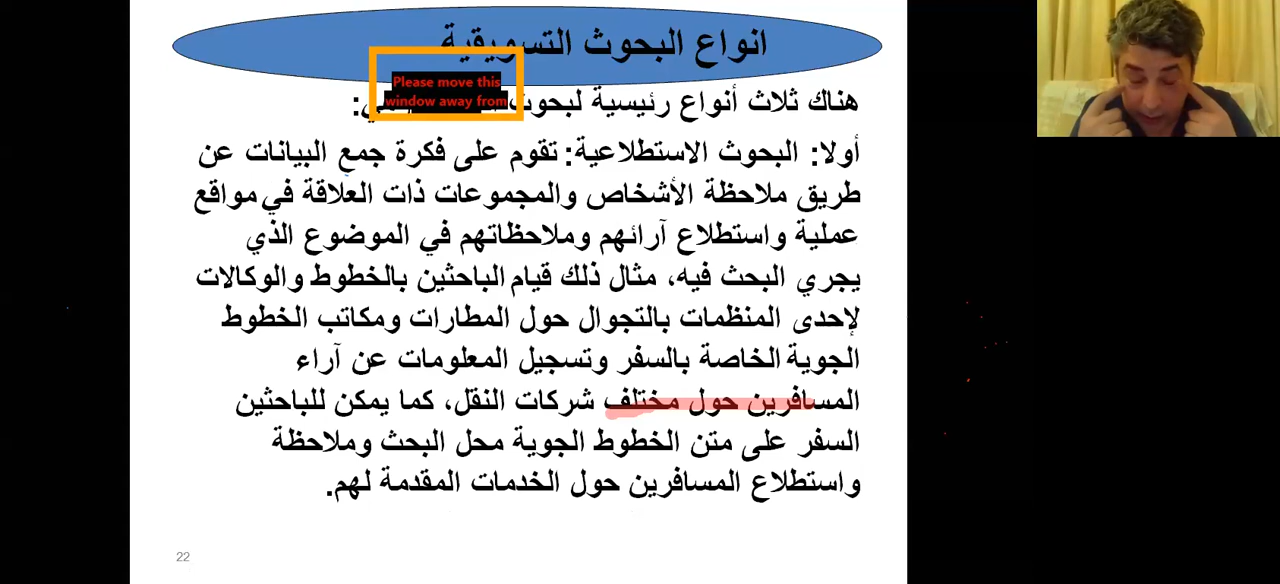 انواع البحوث التسويقية
Please move this
window away from
هناك ثلاث أنواع رئيسية لبحوث
أولا: البحوث الاستطلاعية: تقوم على فكرة جمع البيانات عن
طريق ملاحظة الأشخاص والمجموعات ذات العلاقة في مواقع
عملية واستطلاع آرائهم وملاحظاتهم في الموضوع الذي
يجري البحث فيه، مثال ذلك قيام الباحثين بالخطوط والوكالات
لإحدى المنظمات بالتجوال حول المطارات ومكاتب الخطوط
الجوية الخاصة بالسفر وتسجيل المعلومات عن آراء
المسافرين حول مختلف شركات النقل، كما يمكن للباحثين
السفر على متن الخطوط الجوية محل البحث وملاحظة
واستطلاع المسافرين حول الخدمات المقدمة لهم.
22